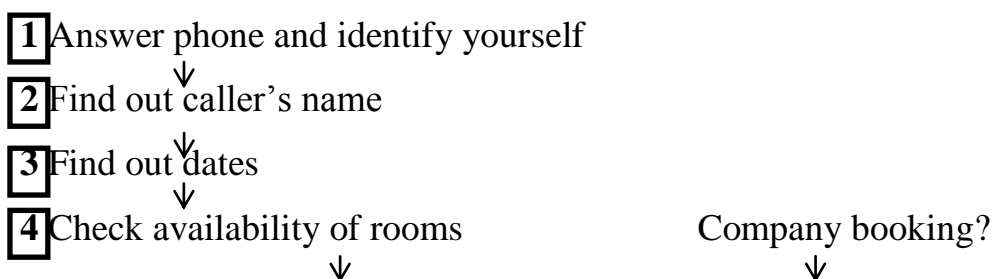 1 Answer phone and identify yourself
2 Find out caller’s name
3 Find out dates
4 Check availability of rooms Company booking?